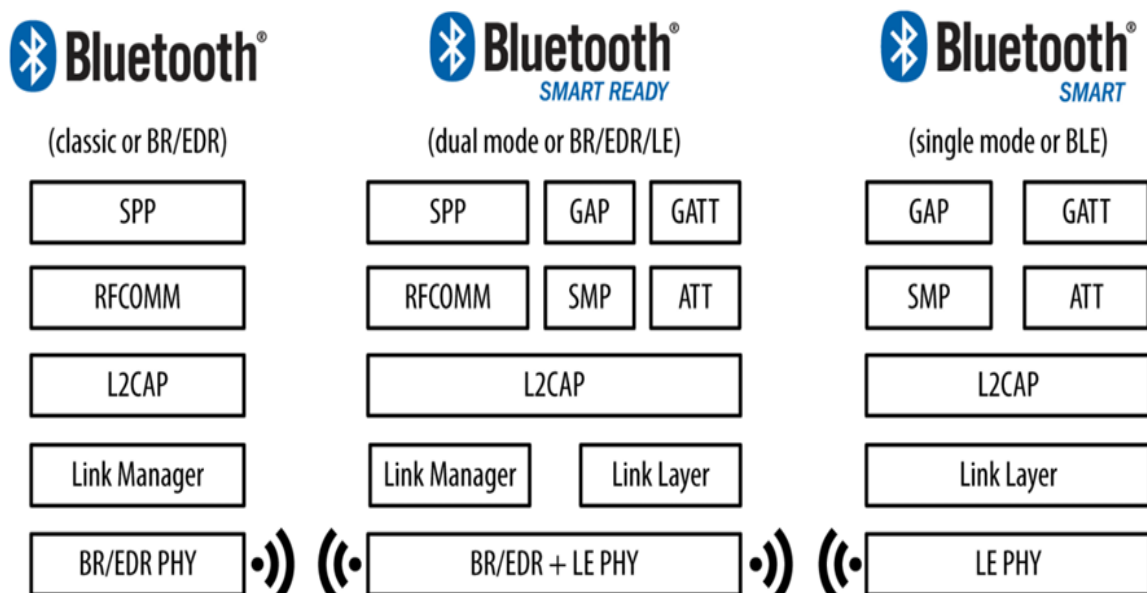 Bluetooth®
(classic or BR/EDR)
SPP
RFCOMM
L2CAP
Link Manager
BR/EDR PHY
Bluetooth®
SMART READY
(dual mode or BR/EDR/LE)
SPP GAP GATT
RFCOMM SMP ATT
L2CAP
Link Manager Link Layer
BR/EDR + LE PHY
Bluetooth®
SMART
(single mode or BLE)
GAP GATT
SMP ATT
L2CAP
Link Layer
LE PHY